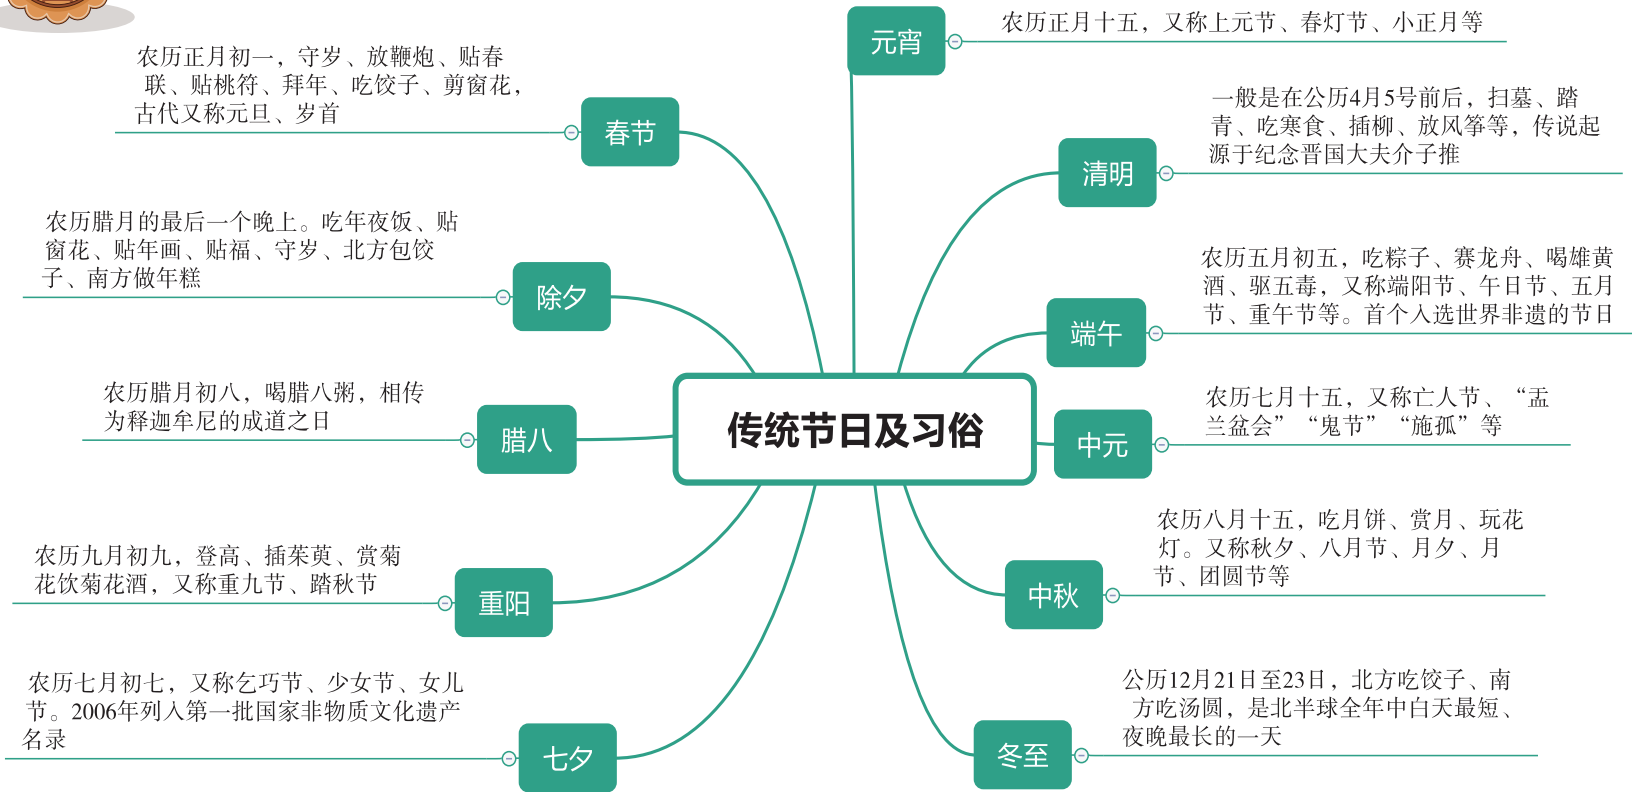 传统节日及习俗
元宵
农历正月十五，又称上元节、春灯节、小正月等
清明
一般是在公历4月5号前后，扫墓、踏
青、吃寒食、插柳、放风筝等，传说起
源于纪念晋国大夫介子推
端午
农历五月初五，吃粽子、赛龙舟、喝雄黄
酒、驱五毒，又称端阳节、午日节、五月
节、重午节等。首个入选世界非遗的节日
中元
农历七月十五，又称亡人节、“盂
兰盆会”“鬼节”“施孤”等
中秋
农历八月十五，吃月饼、赏月、玩花
灯。又称秋夕、八月节、月夕、月
节、团圆节等
冬至
公历12月21日至23日，北方吃饺子、南
方吃汤圆，是北半球全年中白天最短、
夜晚最长的一天
春节
农历正月初一，守岁、放鞭炮、贴春
联、贴桃符、拜年、吃饺子、剪窗花，
古代又称元旦、岁首
除夕
农历腊月的最后一个晚上。吃年夜饭、贴
窗花、贴年画、贴福、守岁、北方包饺
子、南方做年糕
腊八
农历腊月初八，喝腊八粥，相传
为释迦牟尼的成道之日
重阳
农历九月初九，登高、插茱萸、赏菊
花饮菊花酒，又称重九节、踏秋节
七夕
农历七月初七，又称乞巧节、少女节、女儿
节。2006年列入第一批国家非物质文化遗产
名录